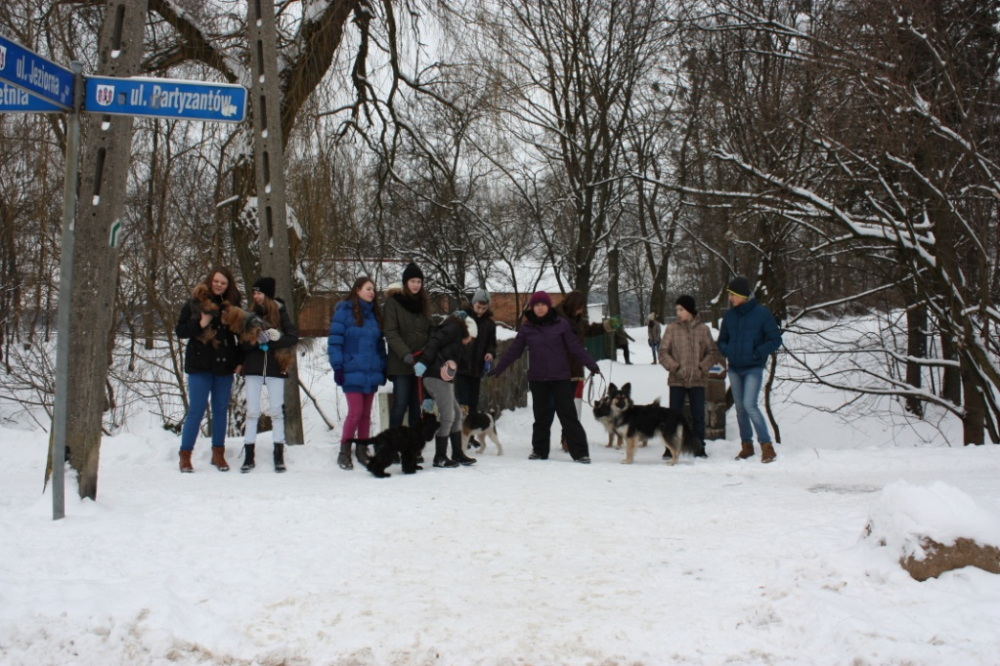 ul. Jeziorna
etnia
ul. Partyzantów